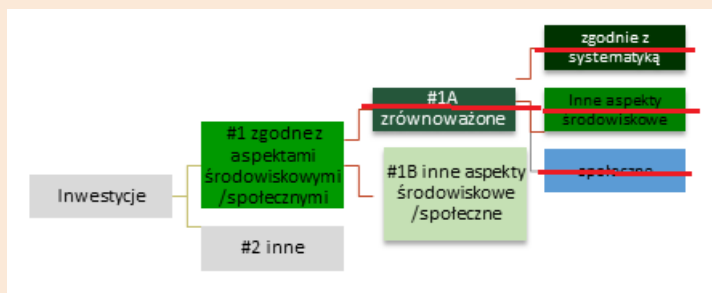 zgodnie z
systematyką
#1A
zrównoważone
Inne aspekty
środowiskowe
#1 zgodne z
aspektami
środowiskowymi
/społecznymi
#1B inne aspekty
środowiskowe
/społeczne
społeczne
Inwestycje
#2 inne